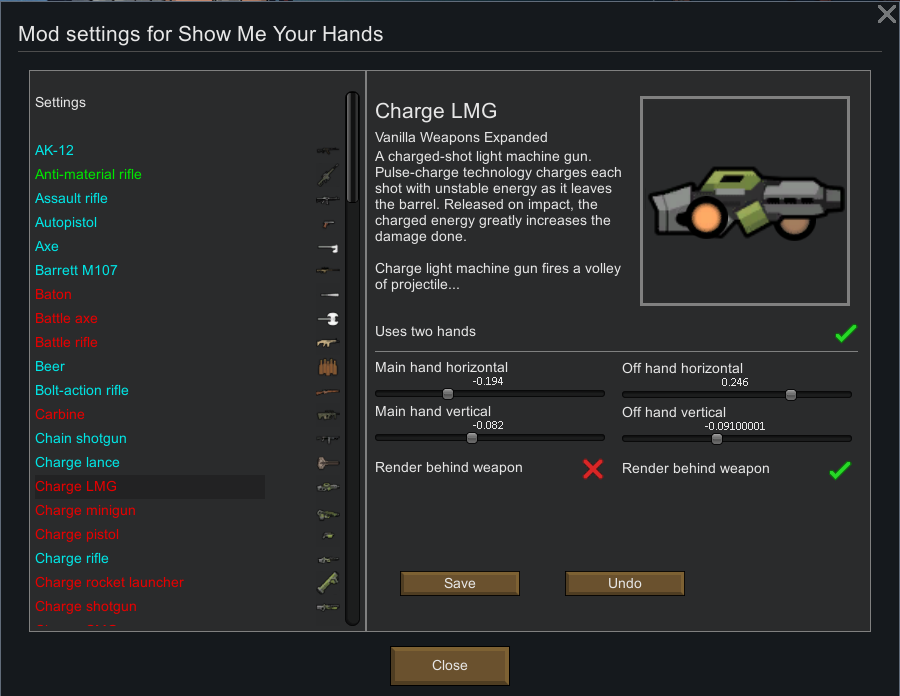 Mod settings for Show Me Your Hands
Settings
AK-12
Anti-material rifle
Assault rifle
Autopistol
Axe
Barrett M107
Baton
Battle axe
Battle rifle
Beer
Bolt-action rifle
Carbine
Chain shotgun
Charge lance
Charge LMG
Charge minigun
Charge pistol
Charge rifle
Charge rocket launcher
Charge shotgun
Charge LMG
Vanilla Weapons Expanded
A charged-shot light machine gun.
Pulse-charge technology charges each
shot with unstable energy as it leaves
the barrel. Released on impact, the
charged energy greatly increases the
damage done.
Charge light machine gun fires a volley
of projectile...
Uses two hands
Main hand horizontal
-0.194
Off hand horizontal
0.246
Main hand vertical
-0.082
Off hand vertical
-0.09100001
Render behind weapon
Render behind weapon
Save
Undo
Close